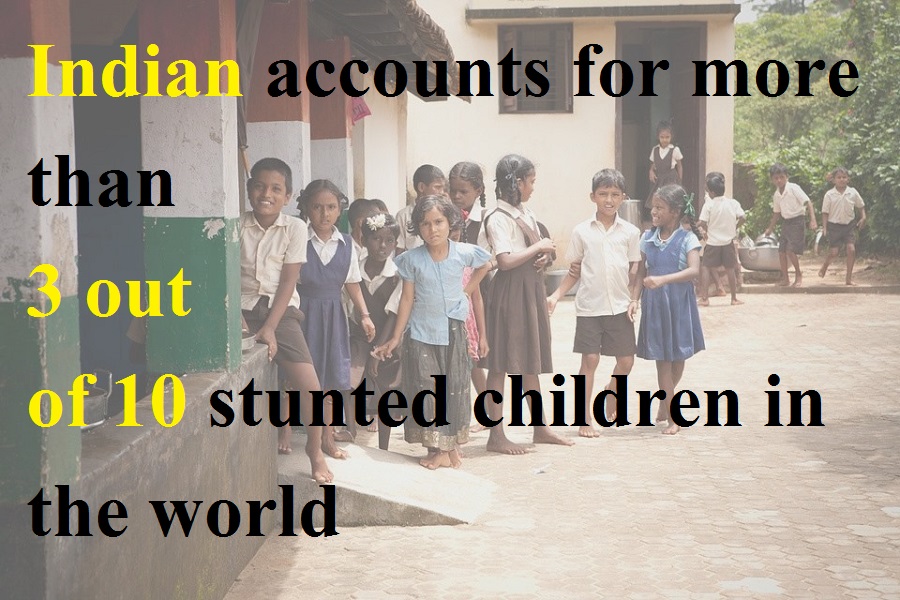 Indian accounts for more
than
3 out
of 10 stunted children in
the world